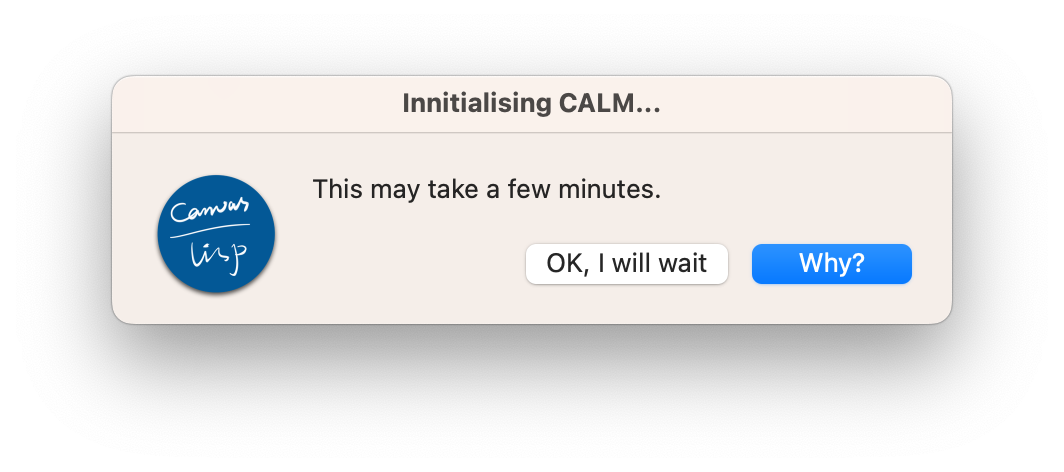 Innitialising CALM...
This may take a few minutes.
Canvas
Lisp
OK, I will wait
Why?